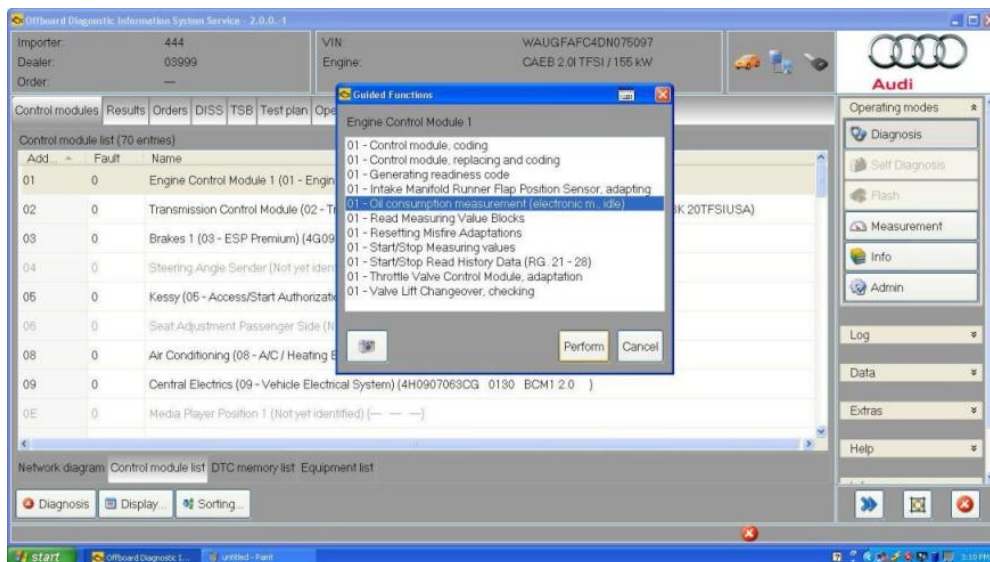 Offboard Diagnostic Information System Service - 2.0.0.-1
Importer: 444
Dealer: 03999
Order: —
VIN: WAUGFAFC4DN075097
Engine: CAEB 2.0l TFSI / 155 kW
Audi
Control modules Results Orders DISS TSB Test plan Ope
Control module list (70 entries)
Add... Fault Name
01 0 Engine Control Module 1 (01 - Engin
02 0 Transmission Control Module (02 - Tr 3K 20TFSIUSA)
03 0 Brakes 1 (03 - ESP Premium) (4G09
04 0 Steering Angle Sender (Not yet iden
05 0 Kessy (05 - Access/Start Authorizati
06 0 Seat Adjustment Passenger Side (N
08 0 Air Conditioning (08 - A/C / Heating E
09 0 Central Electrics (09 - Vehicle Electrical System) (4H0907063CG 0130 BCM1 2.0 )
0E 0 Media Player Position 1 (Not yet identified) (— — —)
Guided Functions
Engine Control Module 1
01 - Control module, coding
01 - Control module, replacing and coding
01 - Generating readiness code
01 - Intake Manifold Runner Flap Position Sensor, adapting
01 - Oil consumption measurement (electronic m., idle)
01 - Read Measuring Value Blocks
01 - Resetting Misfire Adaptations
01 - Start/Stop Measuring values
01 - Start/Stop Read History Data (RG. 21 - 28)
01 - Throttle Valve Control Module, adaptation
01 - Valve Lift Changeover, checking
Perform Cancel
Network diagram Control module list DTC memory list Equipment list
Diagnosis Display... Sorting...
Operating modes
Diagnosis
Self Diagnosis
Flash
Measurement
Info
Admin
Log
Data
Extras
Help
start Offboard Diagnostic I... untitled - Paint 3:10 PM